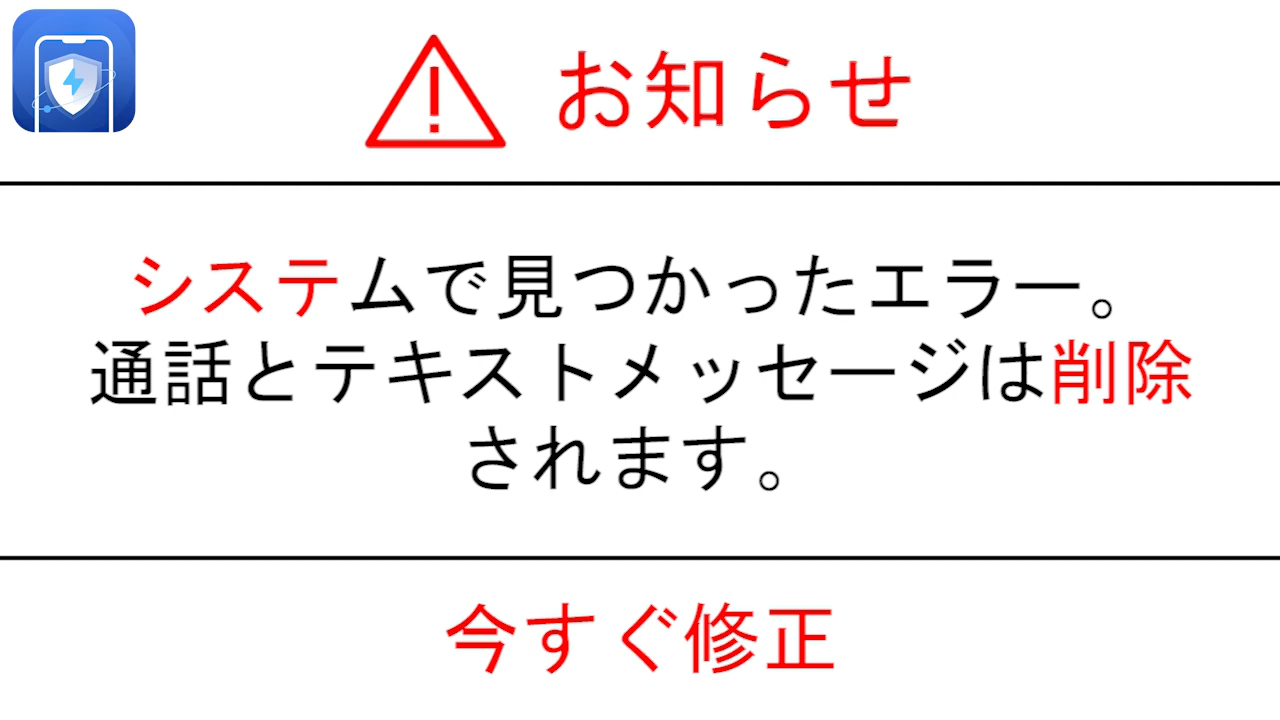 お知らせ
システムで見つかったエラー。
通話とテキストメッセージは削除
されます。
今すぐ修正